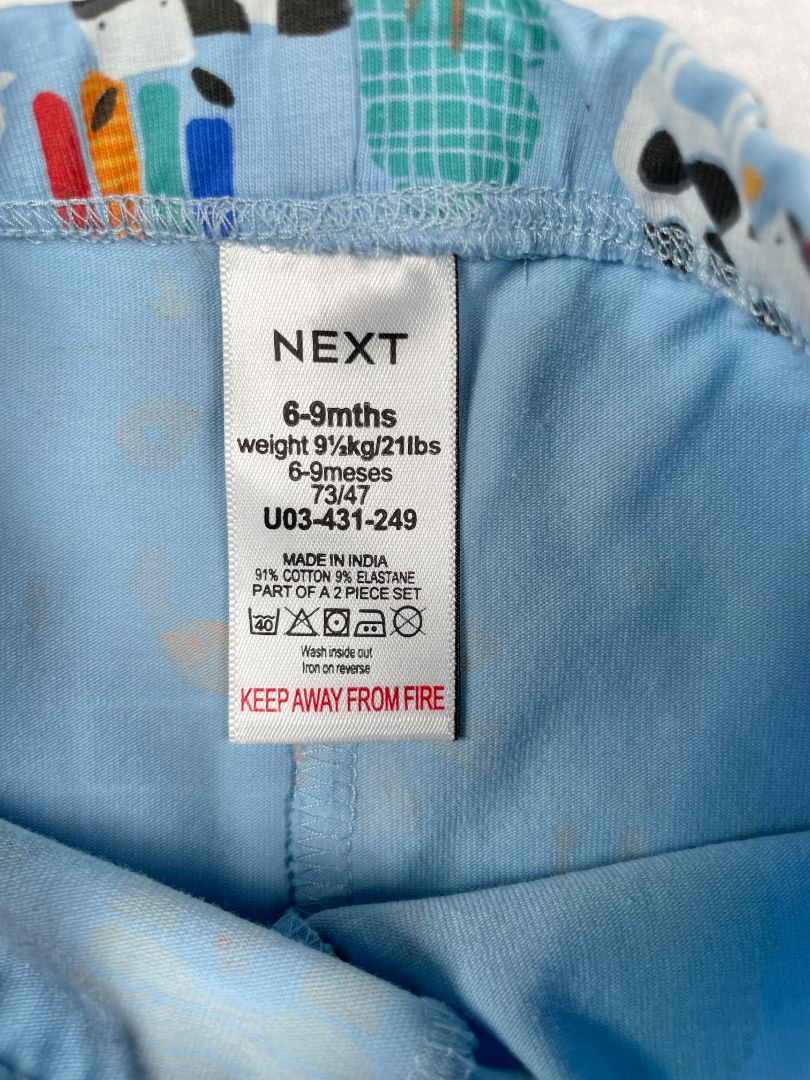 NEXT
6-9mths
weight 9½kg/21lbs
6-9meses
73/47
U03-431-249
MADE IN INDIA
91% COTTON 9% ELASTANE
PART OF A 2 PIECE SET
40
Wash inside out
Iron on reverse
KEEP AWAY FROM FIRE